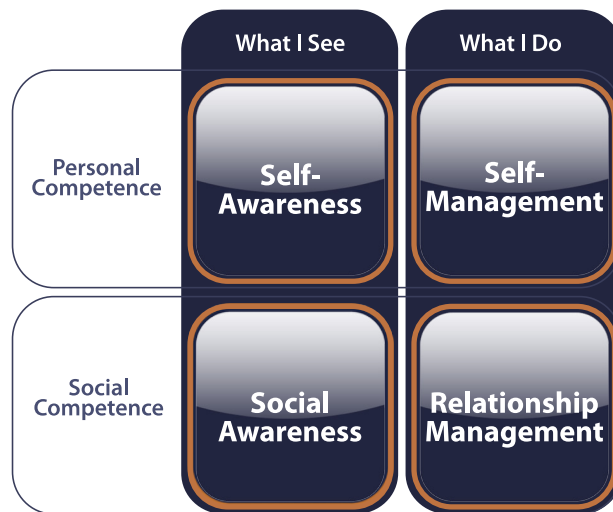 What I See
What I Do
Personal
Competence
Self-
Awareness
Self-
Management
Social
Competence
Social
Awareness
Relationship
Management